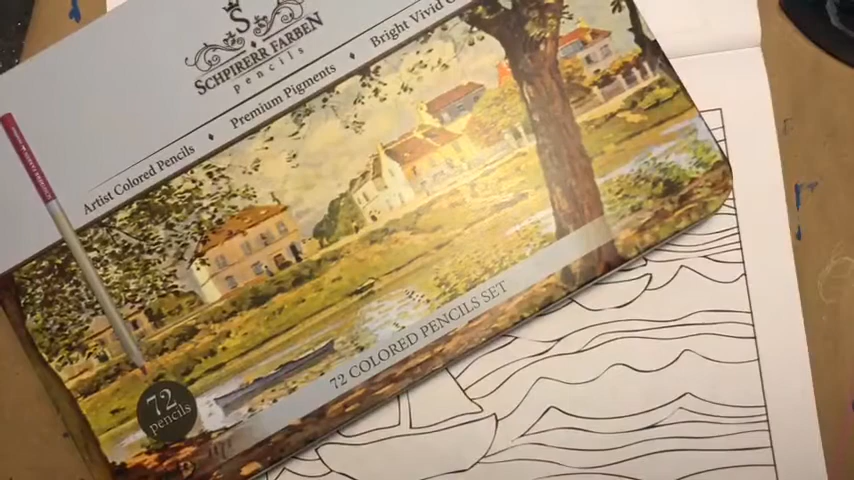 S
SCHPIRERR FARBEN
pencils
Artist Colored Pencils ♦ Premium Pigments ♦ Bright Vivid
72 COLORED PENCILS SET
72
pencils